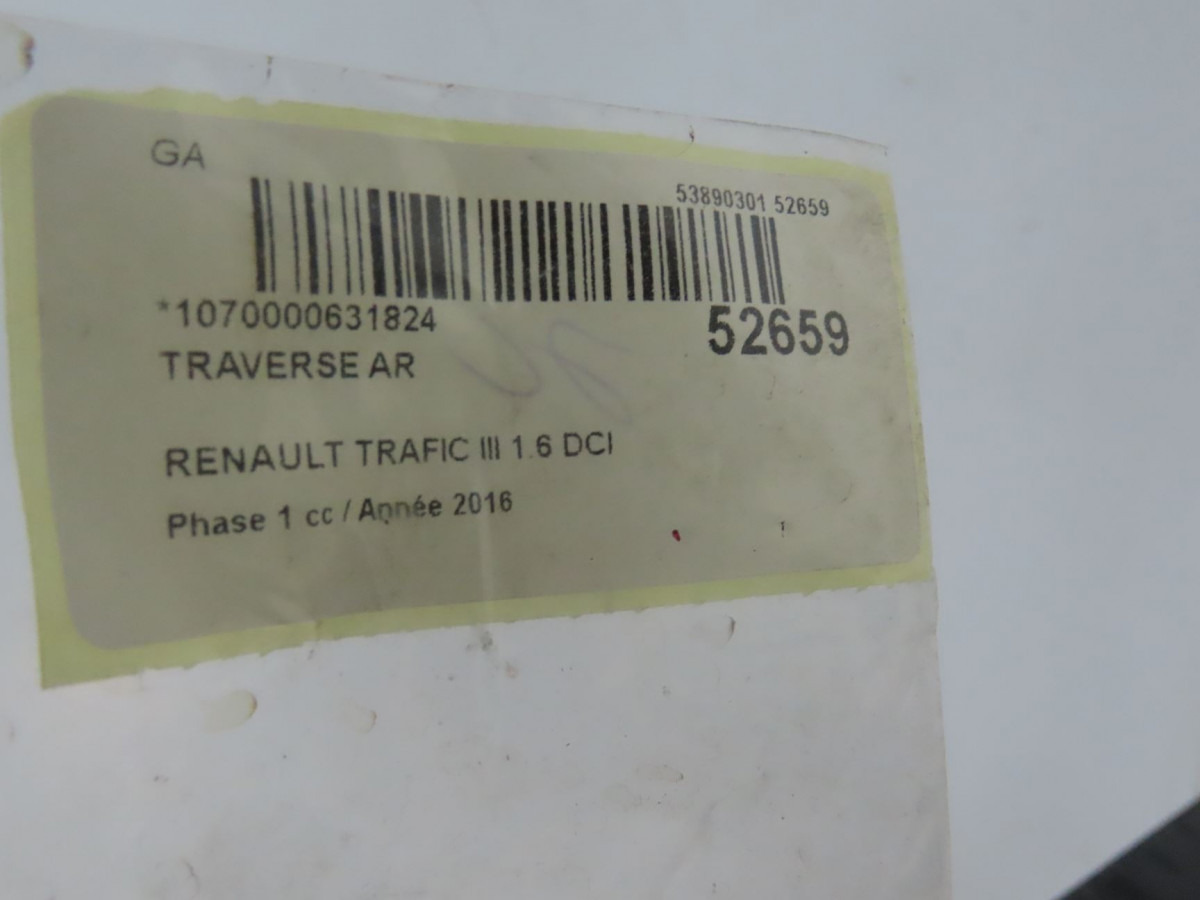 GA
53890301 52659
*1070000631824
52659
TRAVERSE AR
RENAULT TRAFIC III 1.6 DCI
Phase 1 cc / Année 2016